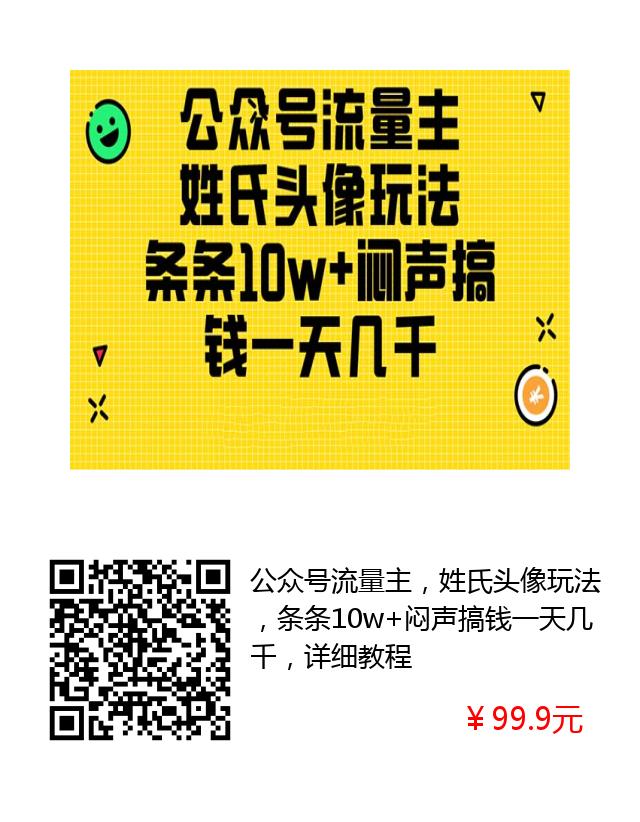 公众号流量主
姓氏头像玩法
条条10w+闷声搞
钱一天几千
公众号流量主，姓氏头像玩法
，条条10w+闷声搞钱一天几
千，详细教程
￥99.9元